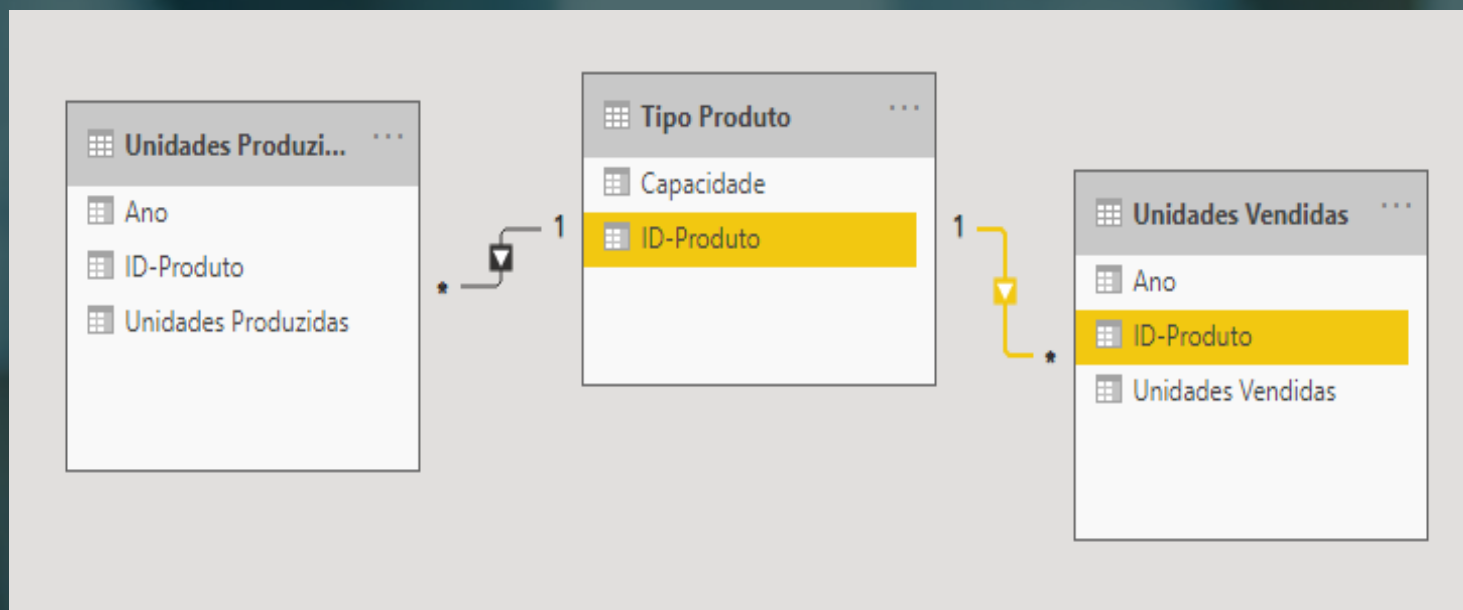 Unidades Produzi...
Ano
ID-Produto
Unidades Produzidas
*
1
Tipo Produto
Capacidade
ID-Produto
1
*
Unidades Vendidas
Ano
ID-Produto
Unidades Vendidas